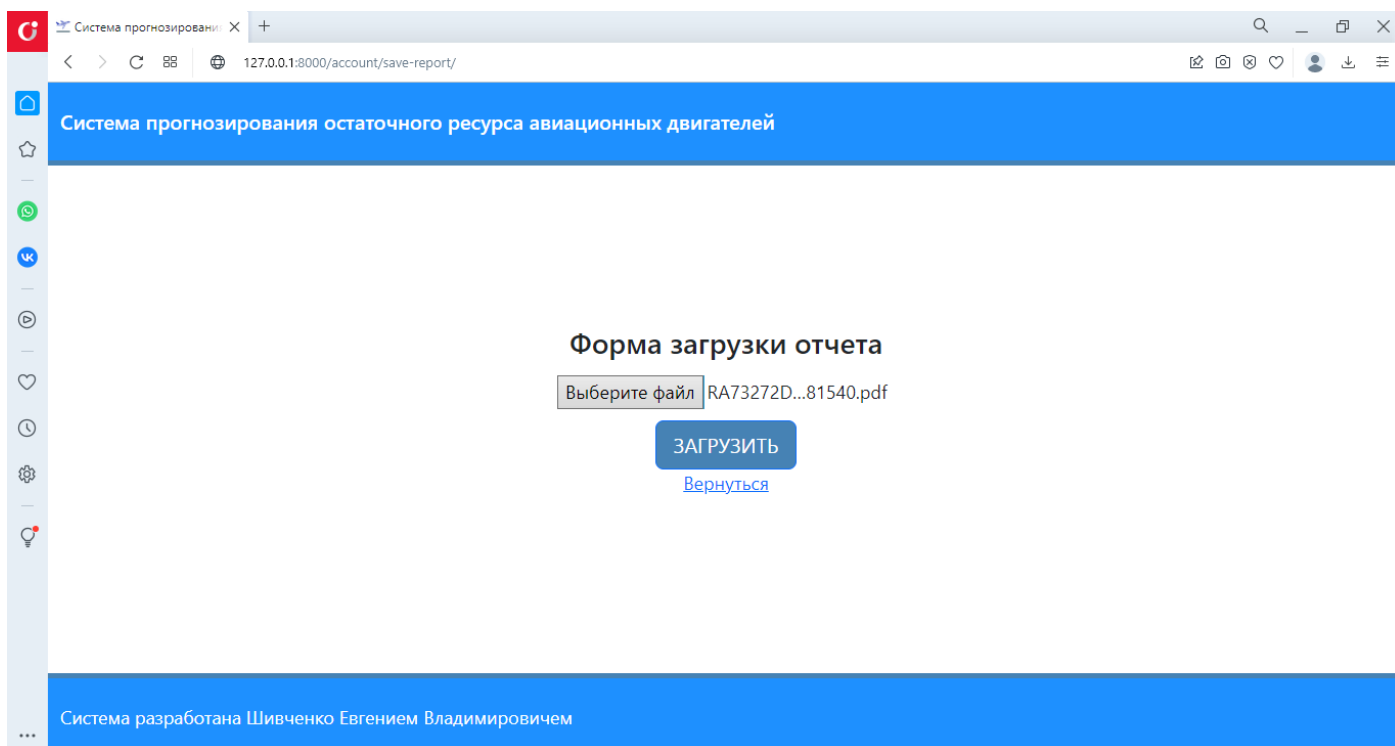 Система прогнозировани
127.0.0.1:8000/account/save-report/
Система прогнозирования остаточного ресурса авиационных двигателей
Форма загрузки отчета
Выберите файл RA73272D...81540.pdf
ЗАГРУЗИТЬ
Вернуться
Система разработана Шивченко Евгением Владимировичем